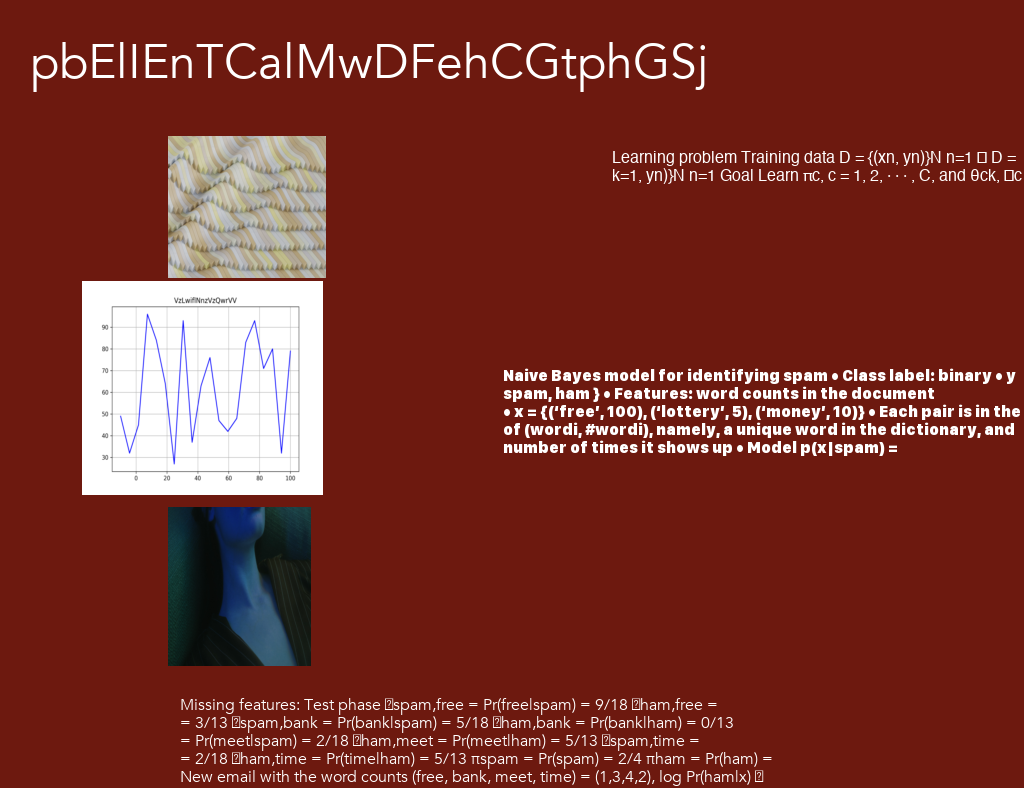 pbElIEnTCalMwDFehCGtphGSj
Learning problem Training data D = {(xn, yn)}N n=1 � D =
k=1, yn)}N n=1 Goal Learn πc, c = 1, 2, · · · , C, and θck, �c
VzLwiflNnzVzQwrVV
90
80
70
60
50
40
30
0 20 40 60 80 100
Naive Bayes model for identifying spam • Class label: binary • y
spam, ham } • Features: word counts in the document
• x = {(‘free’, 100), (‘lottery’, 5), (‘money’, 10)} • Each pair is in the
of (wordi, #wordi), namely, a unique word in the dictionary, and
number of times it shows up • Model p(x|spam) =
Missing features: Test phase �spam,free = Pr(free|spam) = 9/18 �ham,free =
= 3/13 �spam,bank = Pr(bank|spam) = 5/18 �ham,bank = Pr(bank|ham) = 0/13
= Pr(meet|spam) = 2/18 �ham,meet = Pr(meet|ham) = 5/13 �spam,time =
= 2/18 �ham,time = Pr(time|ham) = 5/13 πspam = Pr(spam) = 2/4 πham = Pr(ham) =
New email with the word counts (free, bank, meet, time) = (1,3,4,2), log Pr(ham|x) �